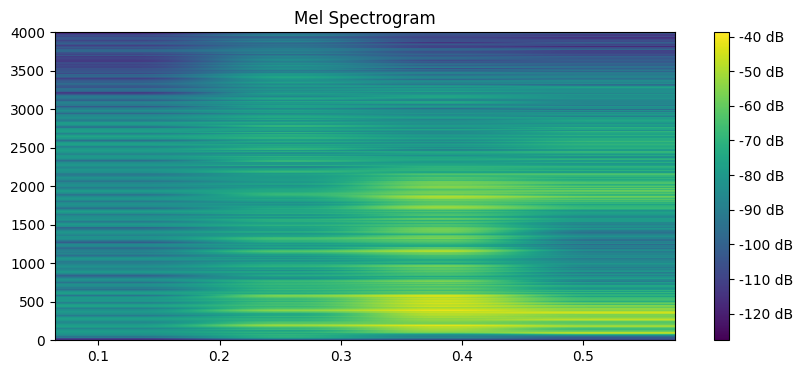 Mel Spectrogram
4000
3500
3000
2500
2000
1500
1000
500
0
0.1 0.2 0.3 0.4 0.5
-40 dB
-50 dB
-60 dB
-70 dB
-80 dB
-90 dB
-100 dB
-110 dB
-120 dB